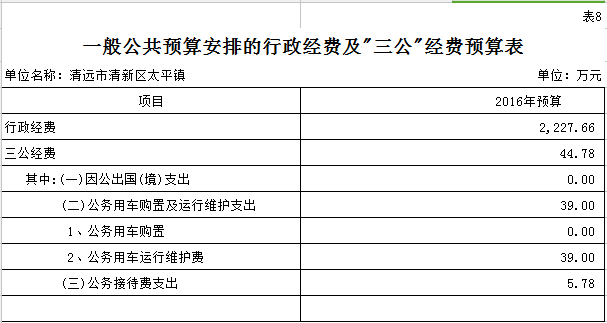 表8
一般公共预算安排的行政经费及"三公"经费预算表
单位名称：清远市清新区太平镇 单位：万元
项目 2016年预算
行政经费 2,227.66
三公经费 44.78
其中:(一)因公出国(境)支出 0.00
(二)公务用车购置及运行维护支出 39.00
1、公务用车购置 0.00
2、公务用车运行维护费 39.00
(三)公务接待费支出 5.78